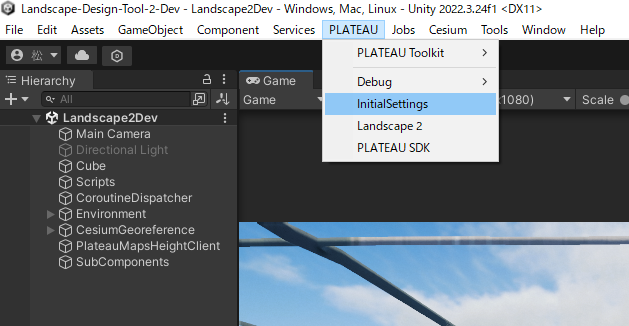 Landscape-Design-Tool-2-Dev - Landscape2Dev - Windows, Mac, Linux - Unity 2022.3.24f1 <DX11>
File Edit Assets GameObject Component Services PLATEAU Jobs Cesium Tools Window Help
松
PLATEAU Toolkit
Debug
InitialSettings
Landscape 2
PLATEAU SDK
Hierarchy
All
Landscape2Dev
Main Camera
Directional Light
Cube
Scripts
CoroutineDispatcher
Environment
CesiumGeoreference
PlateauMapsHeightClient
SubComponents
Game
Game
:1080)
Scale